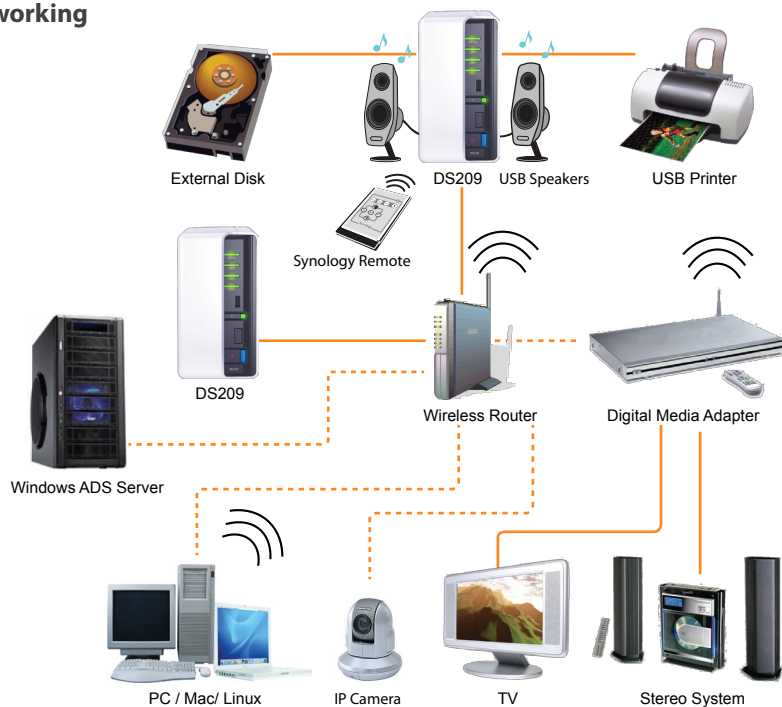 working
External Disk
DS209
USB Speakers
USB Printer
Synology Remote
DS209
Wireless Router
Digital Media Adapter
Windows ADS Server
PC / Mac/ Linux
IP Camera
TV
Stereo System